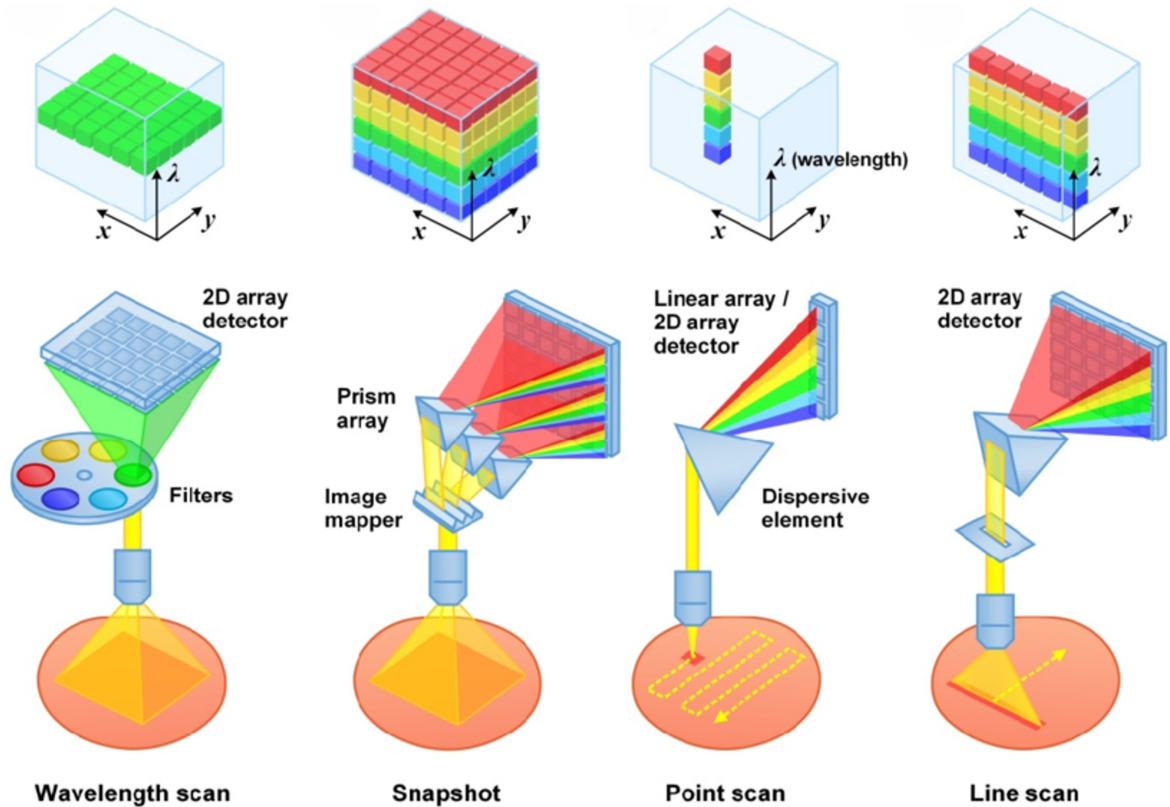 λ
x
y
λ
x
y
λ (wavelength)
x
y
λ
x
y
2D array
detector
Filters
Prism
array
Image
mapper
Linear array /
2D array
detector
Dispersive
element
2D array
detector
Wavelength scan
Snapshot
Point scan
Line scan